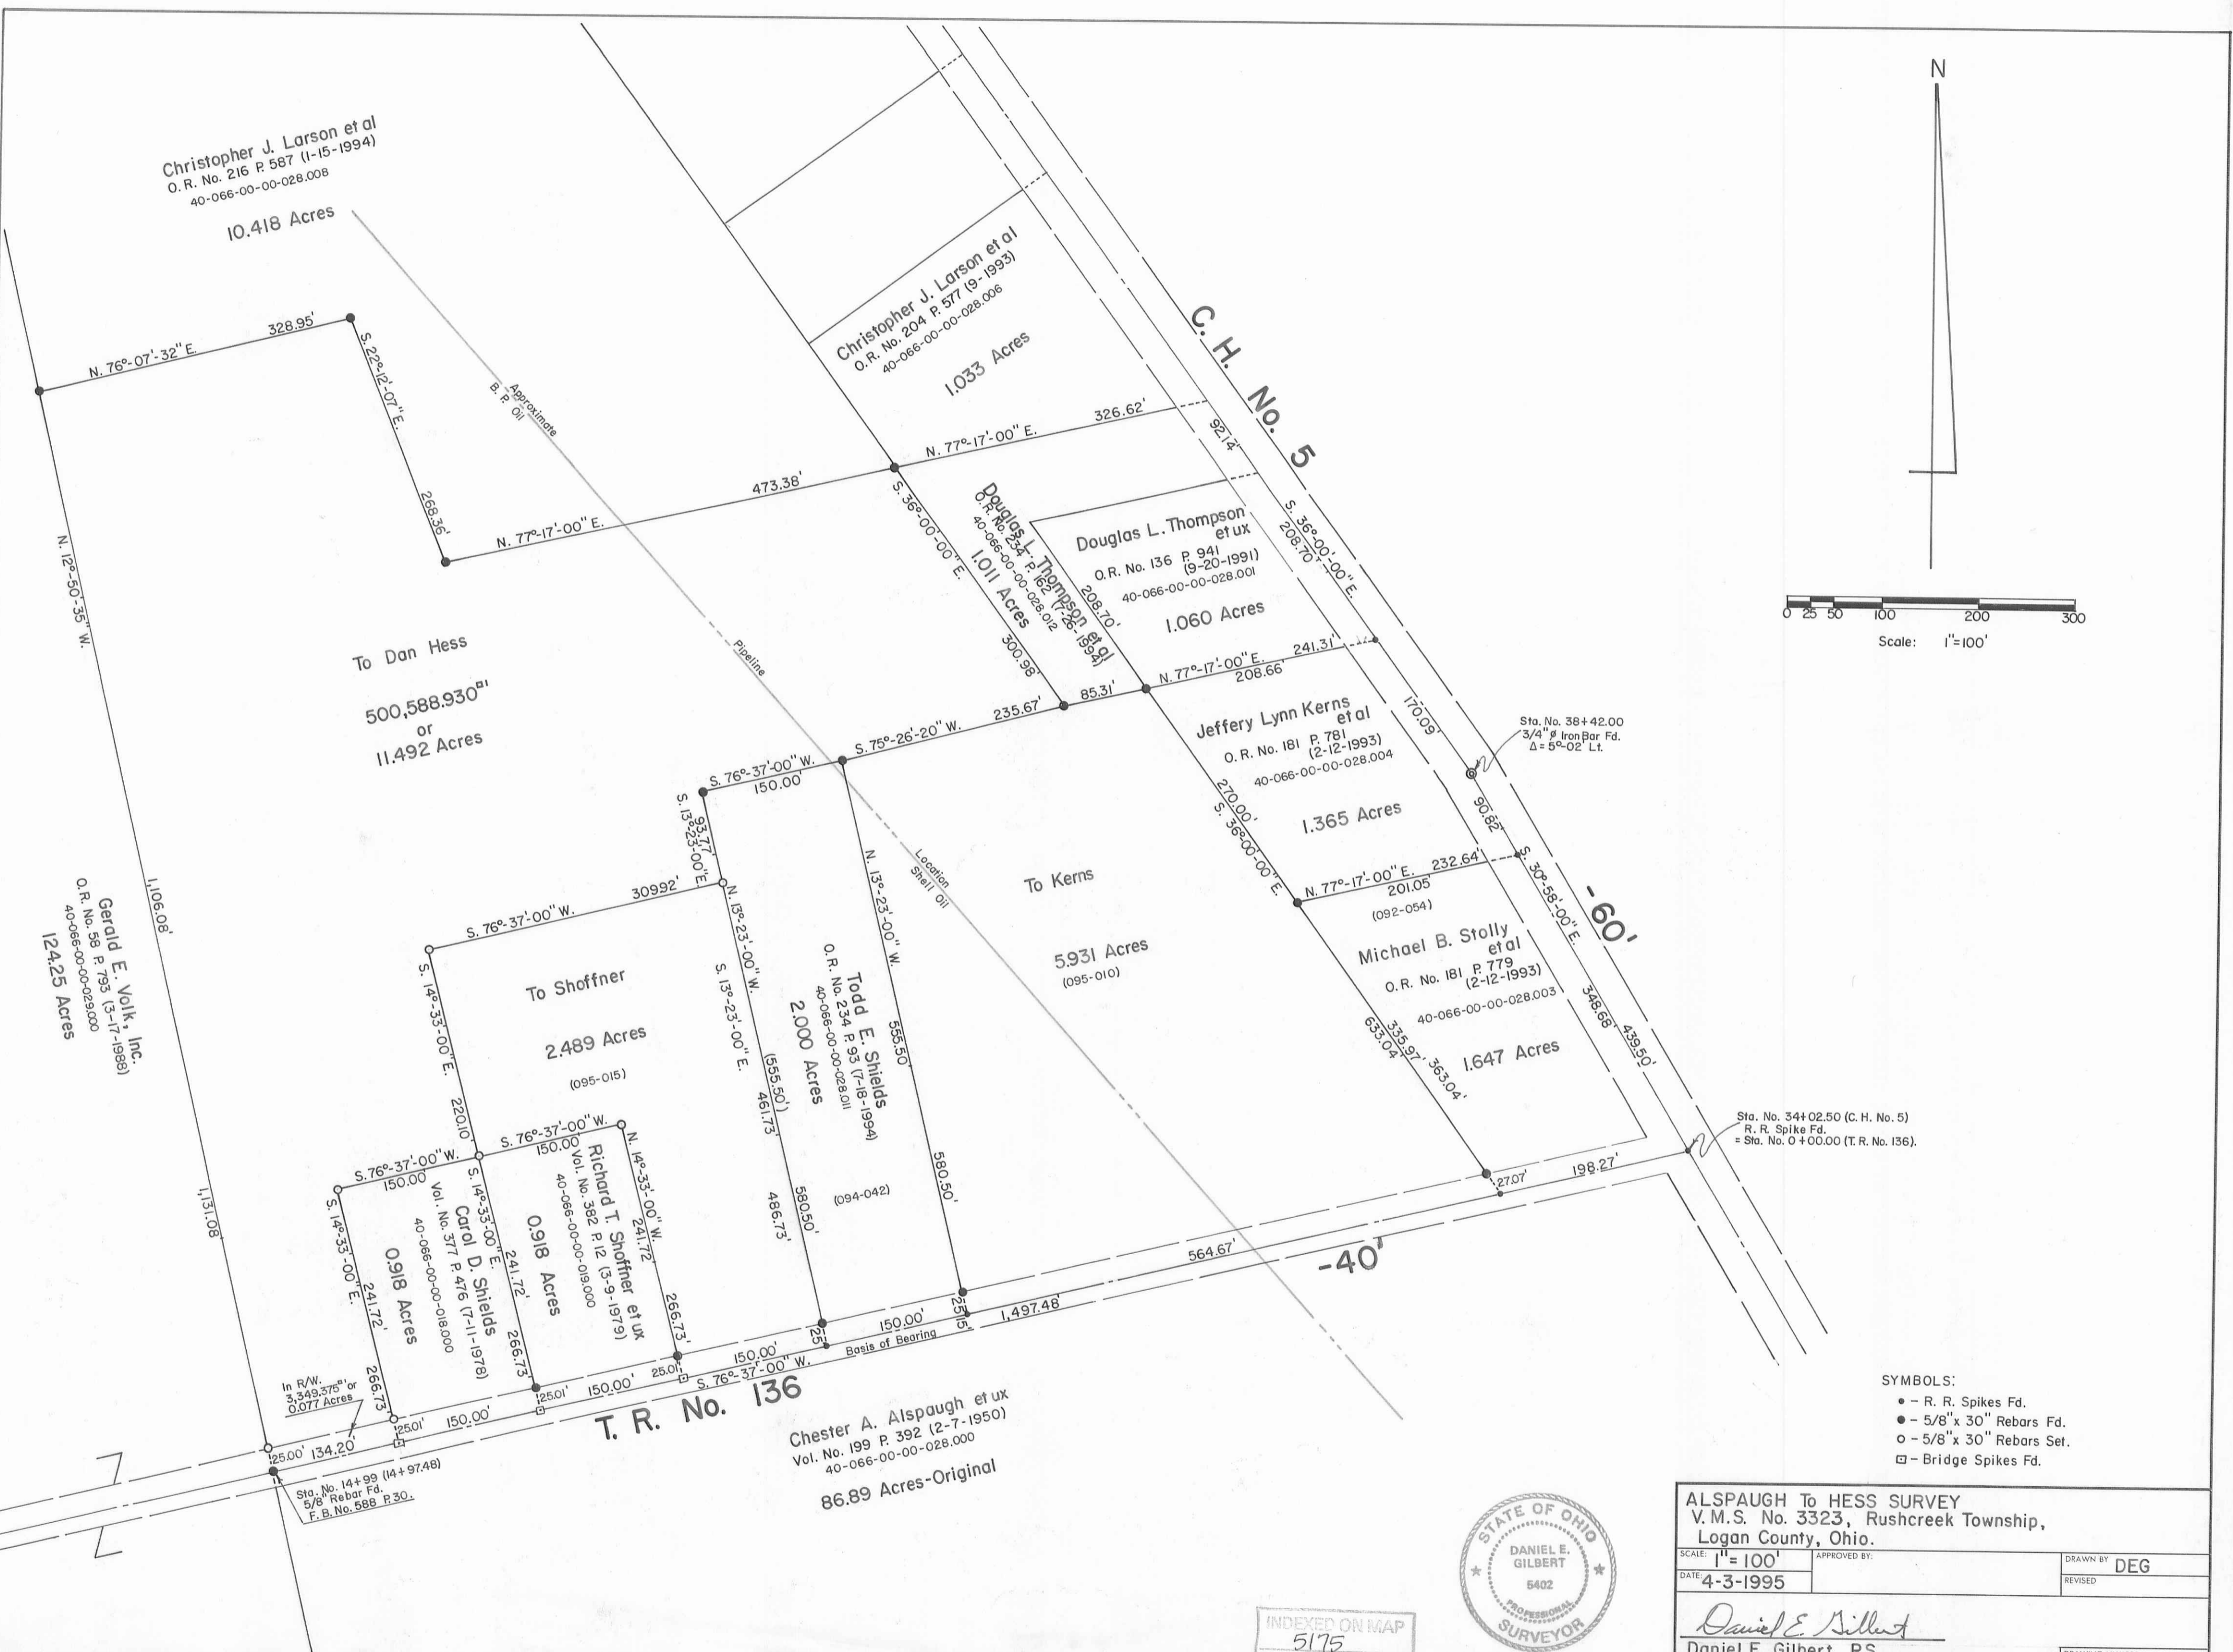 Christopher J. Larson et al
O. R. No. 216 P. 587 (1-15-1994)
40-066-00-00-028.008
10.418 Acres
N. 76°-07'-32" E.
328.95'
S. 22°-12'-07" E.
268.36'
Approximate
B. P. Oil
N. 77°-17'-00" E.
473.38'
N. 12°-50'-35" W.
1,106.08'
1,131.08'
Gerald E. Volk, Inc.
O.R. No. 58 P. 793 (3-17-1988)
40-066-00-00-029.000
124.25 Acres
To Dan Hess
500,588.930
or
11.492 Acres
Christopher J. Larson et al
O. R. No. 204 P. 577 (9-1993)
40-066-00-00-028.006
1.033 Acres
C. H. No. 5
-60'
N. 77°-17'-00" E.
326.62'
92.14'
S. 36°-00'-00" E.
300.98'
Douglas L. Thompson et al
O.R. No. 234 P. 162 (7-26-1994)
40-066-00-00-028.012
1.011 Acres
208.70'
Douglas L. Thompson
et ux
O.R. No. 136 P. 941
(9-20-1991)
40-066-00-00-028.001
1.060 Acres
S. 36°-00'-00" E.
208.70'
N. 77°-17'-00" E.
241.31'
208.66'
Jeffery Lynn Kerns
et al
O. R. No. 181 P. 781
(2-12-1993)
40-066-00-00-028.004
1.365 Acres
170.09'
90.82'
270.00'
S. 36°-00'-00" E.
Sta. No. 38+42.00
3/4" ø Iron Bar Fd.
Δ = 5°-02' Lt.
N. 77°-17'-00" E.
232.64'
201.05'
(092-054)
Michael B. Stolly
et al
O. R. No. 181 P. 779
(2-12-1993)
40-066-00-00-028.003
1.647 Acres
S. 30°-58'-00" E.
348.68'
439.50'
335.97'
633.04'
363.04'
Sta. No. 34+02.50 (C. H. No. 5)
R. R. Spike Fd.
= Sta. No. 0+00.00 (T. R. No. 136).
198.27'
27.07'
Pipeline
Location
Shell Oil
S. 75°-26'-20" W.
235.67'
85.31'
S. 76°-37'-00" W.
150.00'
S. 13°-23'-00" E.
93.77'
To Kerns
5.931 Acres
(095-010)
N. 13°-23'-00" W.
555.50'
580.50'
Todd E. Shields
O.R. No. 234 P. 93 (7-18-1994)
40-066-00-00-028.011
2.000 Acres
(094-042)
N. 13°-23'-00" W.
S. 13°-23'-00" E.
(555.50')
461.73'
580.50'
486.73'
S. 76°-37'-00" W.
309.92'
To Shoffner
2.489 Acres
(095-015)
S. 14°-33'-00" E.
220.10'
S. 76°-37'-00" W.
150.00'
S. 76°-37'-00" W.
150.00'
N. 14°-33'-00" W.
241.72'
266.73'
Richard T. Shoffner et ux
Vol. No. 382 P. 12 (3-9-1979)
40-066-00-00-019.000
0.918 Acres
S. 14°-33'-00" E.
241.72'
266.73'
Carol D. Shields
Vol. No. 377 P. 476 (7-11-1978)
40-066-00-00-018.000
0.918 Acres
S. 14°-33'-00" E.
241.72'
266.73'
In R/W.
3,349.375 or
0.077 Acres
25.00'
134.20'
25.01'
150.00'
25.01'
150.00'
25.01'
150.00'
S. 76°-37'-00" W.
25'
150.00'
Basis of Bearing
25.15'
1,497.48'
564.67'
-40'
T. R. No. 136
Sta. No. 14+99 (14+97.48)
5/8" Rebar Fd.
F. B. No. 588 P. 30.
Chester A. Alspaugh et ux
Vol. No. 199 P. 392 (2-7-1950)
40-066-00-00-028.000
86.89 Acres-Original
N
0 25 50 100 200 300
Scale: 1"=100'
SYMBOLS:
• - R. R. Spikes Fd.
● - 5/8" x 30" Rebars Fd.
○ - 5/8" x 30" Rebars Set.
⊡ - Bridge Spikes Fd.
STATE OF OHIO
DANIEL E.
GILBERT
5402
PROFESSIONAL
SURVEYOR
INDEXED ON MAP
5175
ALSPAUGH To HESS SURVEY
V. M. S. No. 3323, Rushcreek Township,
Logan County, Ohio.
SCALE: 1" = 100'
APPROVED BY:
DRAWN BY DEG
DATE: 4-3-1995
REVISED
Daniel E. Gilbert
Daniel E. Gilbert, P.S.